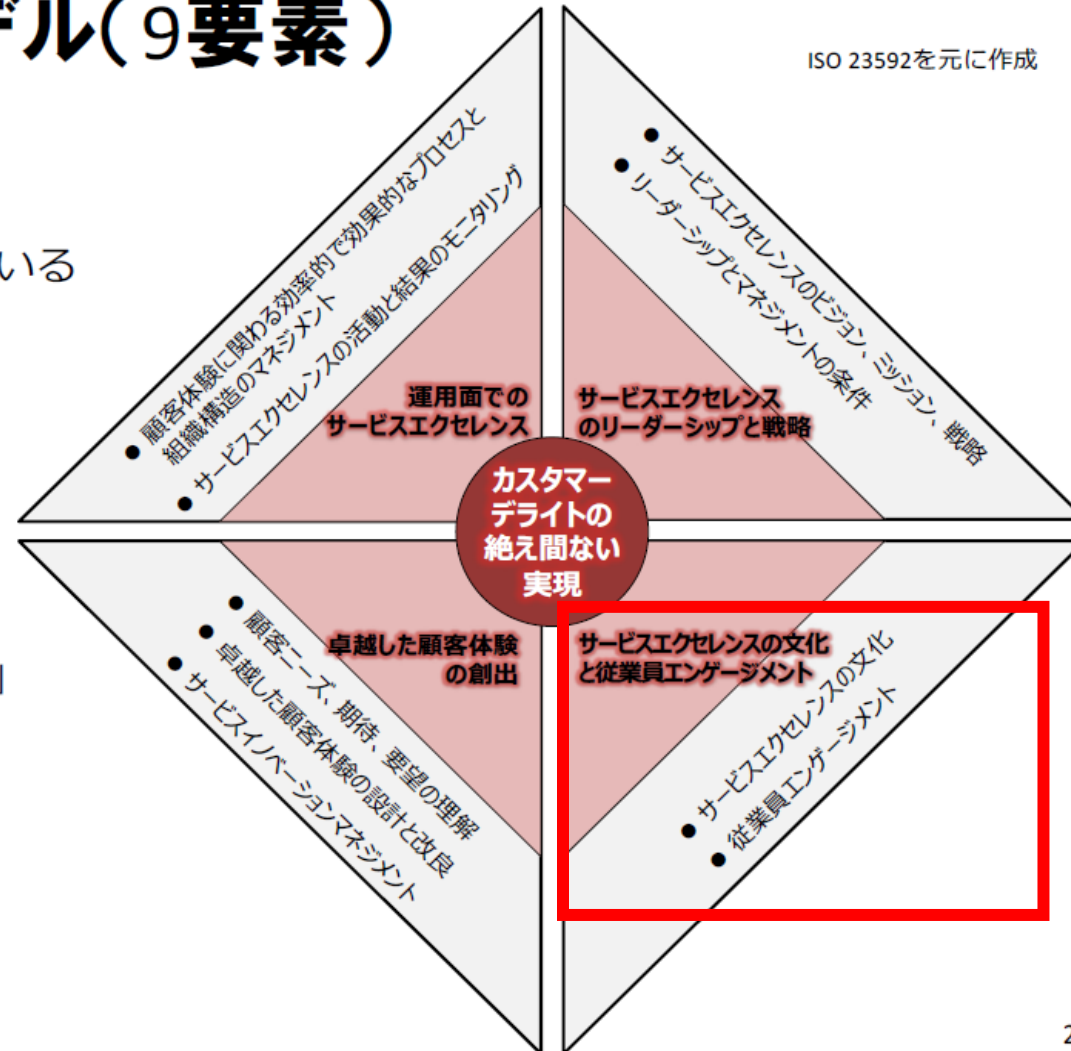 デル(9要素)
ISO 23592を元に作成
いる
● 顧客体験に関わる効率的で効果的なプロセスと
組織構造のマネジメント
● サービスエクセレンスの活動と結果のモニタリング
運用面での
サービスエクセレンス
● サービスエクセレンスのビジョン、ミッション、戦略
● リーダーシップとマネジメントの条件
サービスエクセレンス
のリーダーシップと戦略
カスタマー
デライトの
絶え間ない
実現
卓越した顧客体験
の創出
● 顧客ニーズ、期待、要望の理解
● 卓越した顧客体験の設計と改良
● サービスイノベーションマネジメント
サービスエクセレンスの文化
と従業員エンゲージメント
● サービスエクセレンスの文化
● 従業員エンゲージメント
2